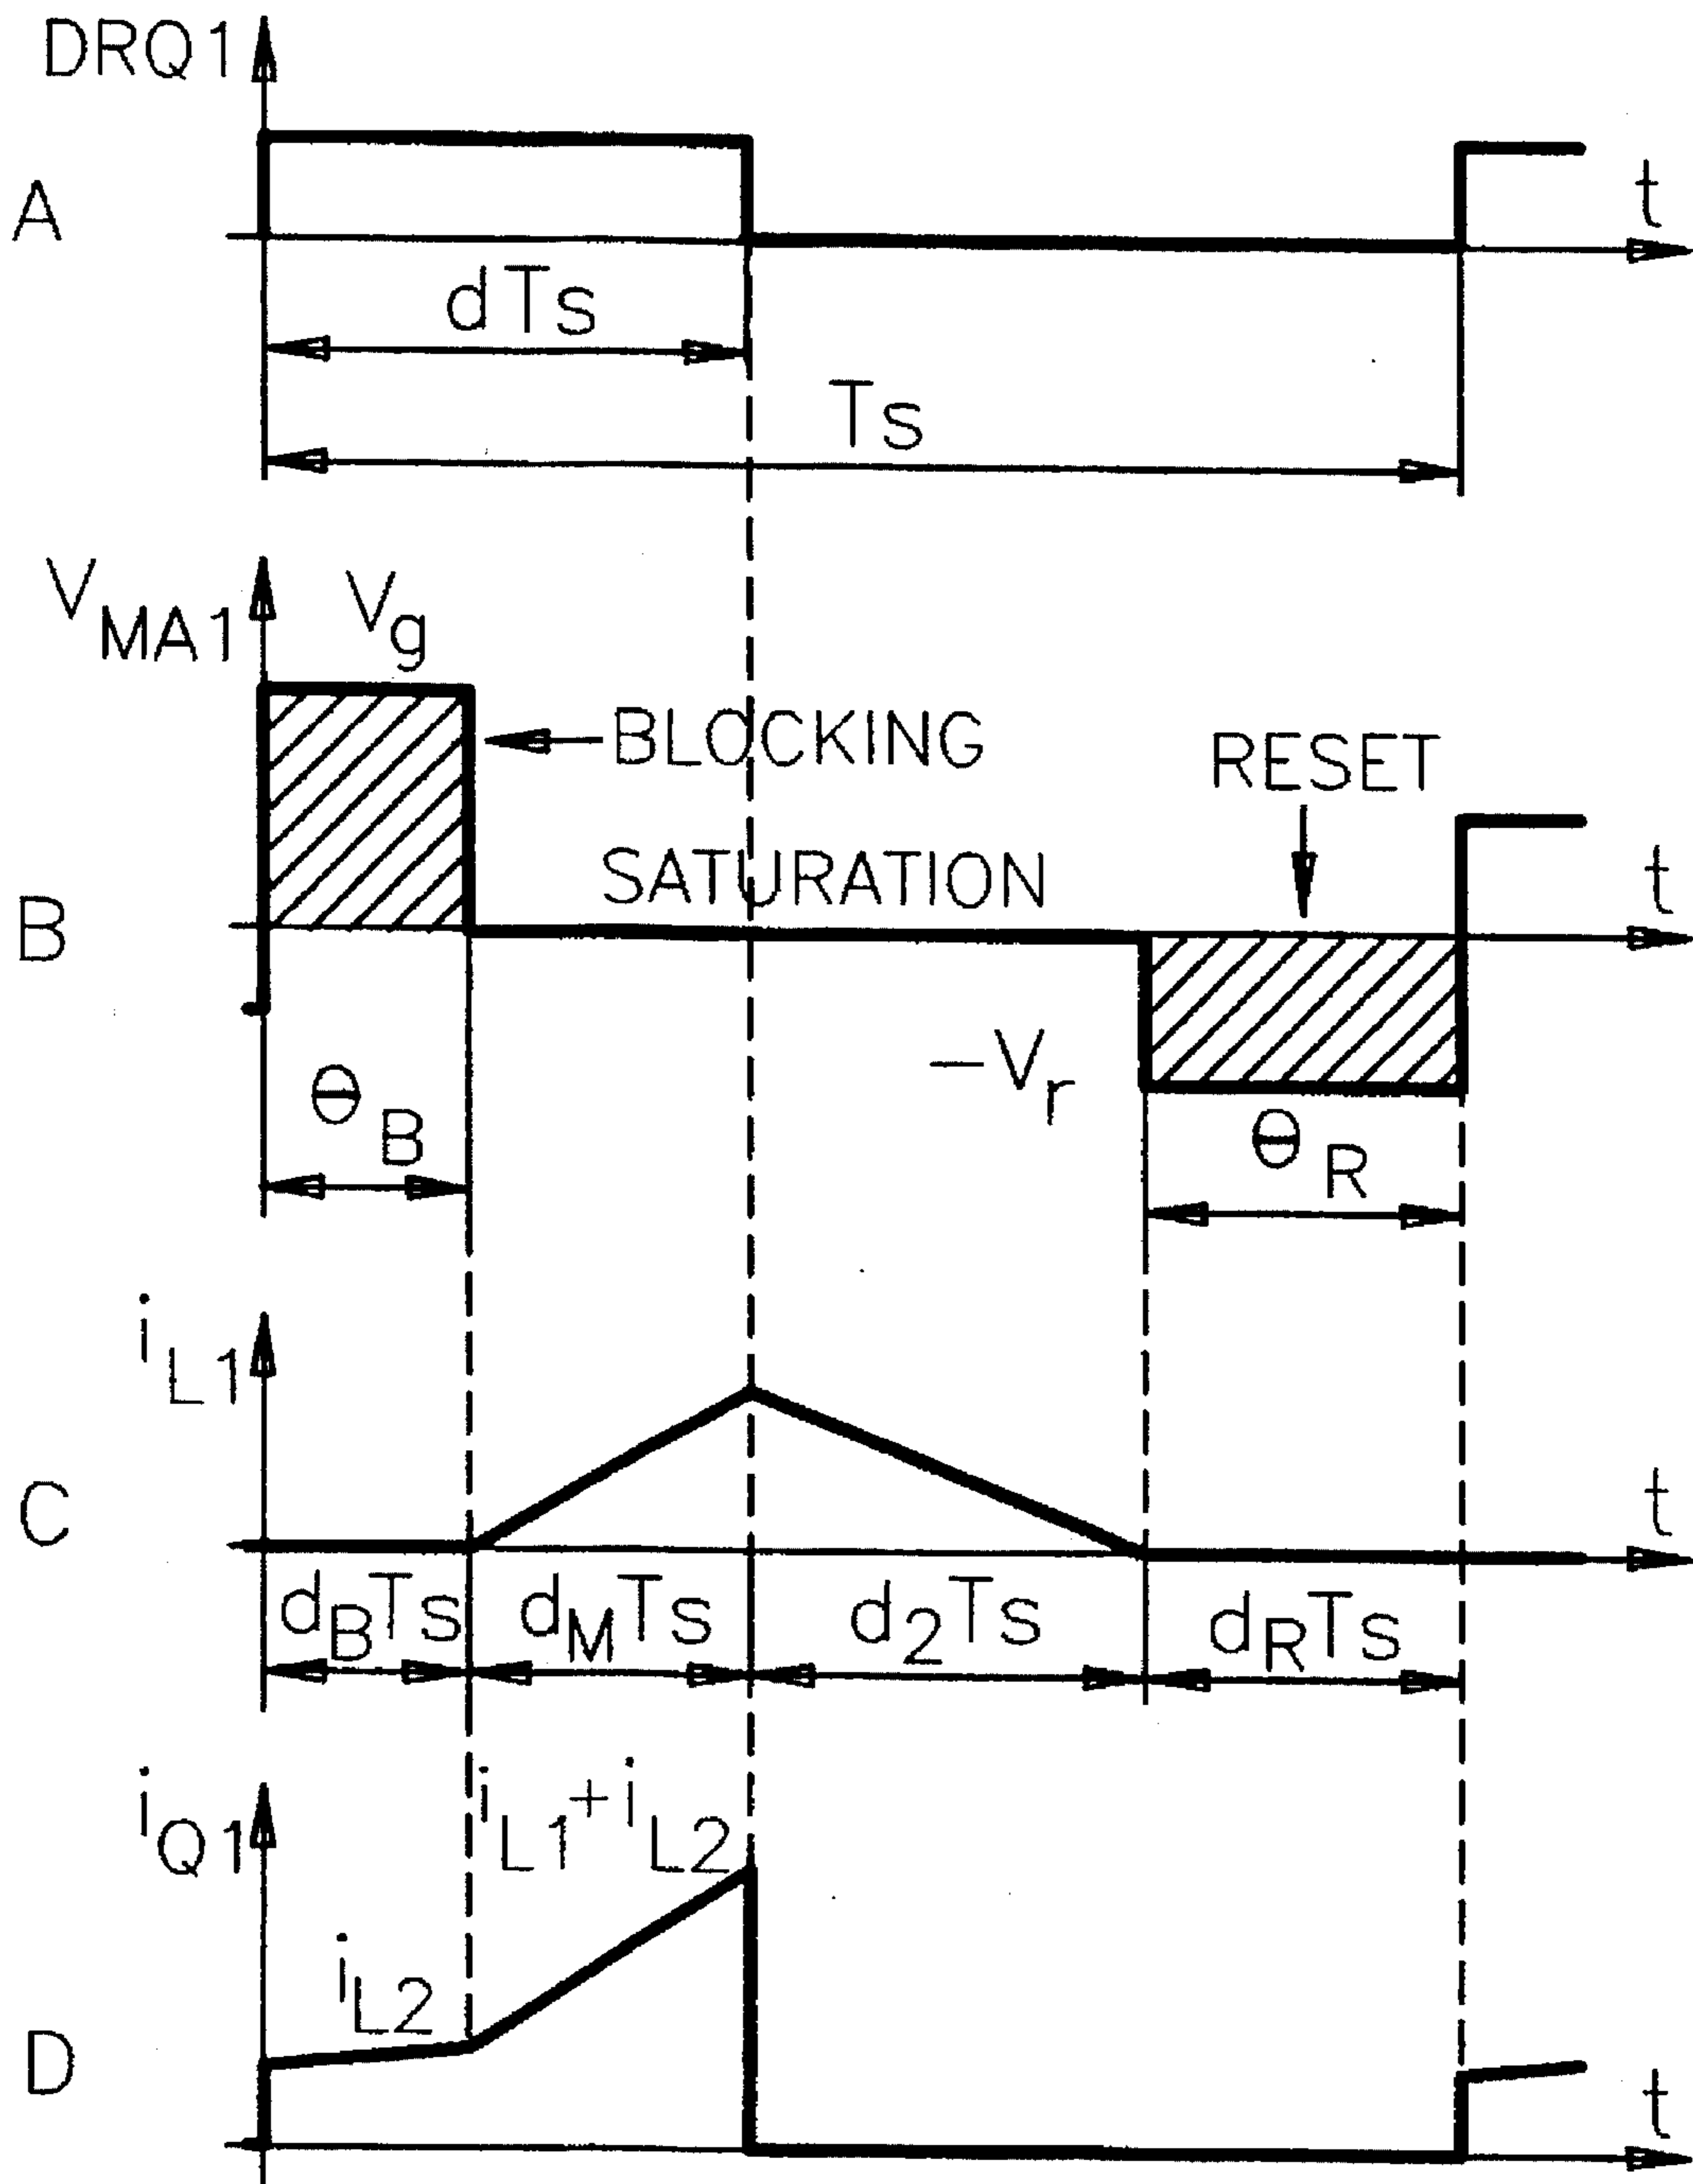 DRQ1
A
t
dTs
Ts
VMA1
Vg
BLOCKING
RESET
SATURATION
t
B
-Vr
ΘB
ΘR
iL1
C
t
dBTs
dMTs
d2Ts
dRTs
iQ1
iL1+iL2
iL2
D
t